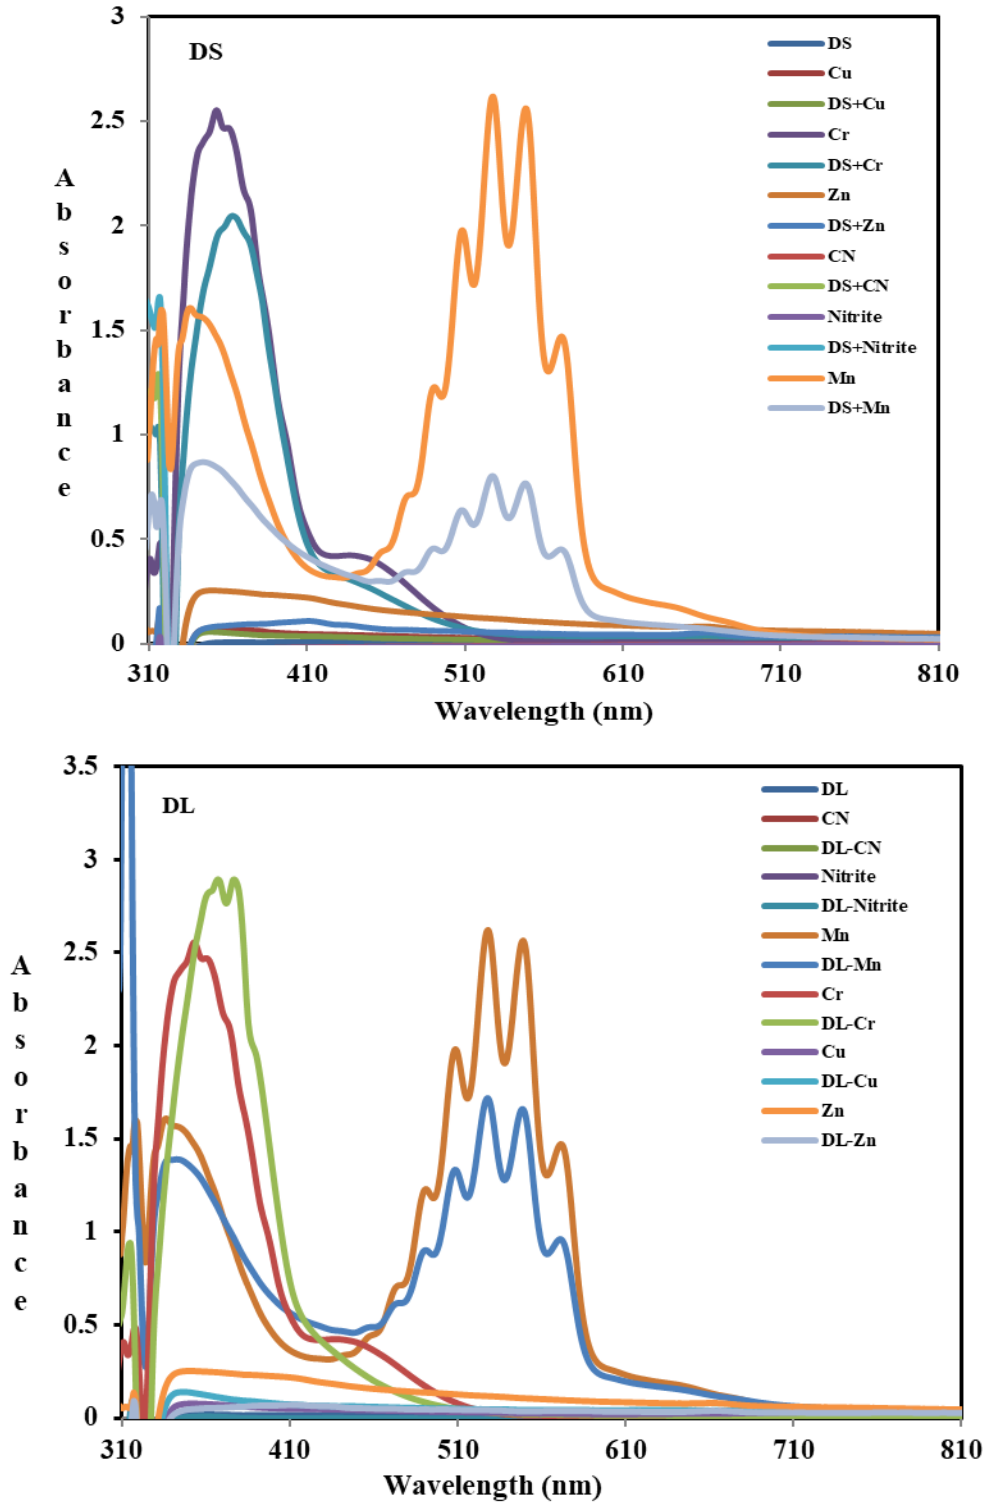 3
DS
DS
Cu
DS+Cu
Cr
DS+Cr
Zn
DS+Zn
CN
DS+CN
Nitrite
DS+Nitrite
Mn
DS+Mn
2.5
2
1.5
1
0.5
0
Absorbance
310 410 510 610 710 810
Wavelength (nm)
3.5
DL
DL
CN
DL-CN
Nitrite
DL-Nitrite
Mn
DL-Mn
Cr
DL-Cr
Cu
DL-Cu
Zn
DL-Zn
3
2.5
2
1.5
1
0.5
0
Absorbance
310 410 510 610 710 810
Wavelength (nm)